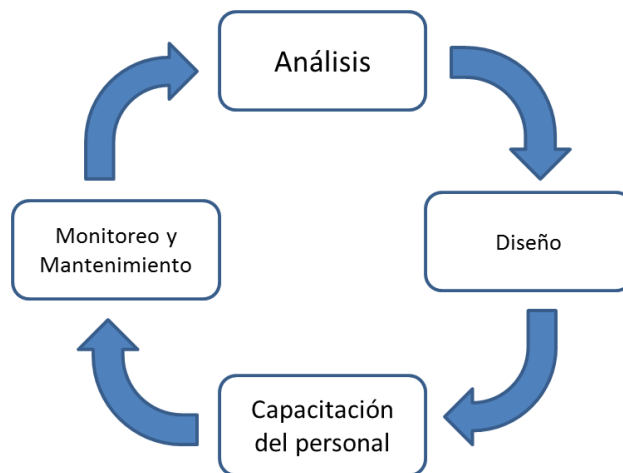 Análisis
Diseño
Capacitación
del personal
Monitoreo y
Mantenimiento